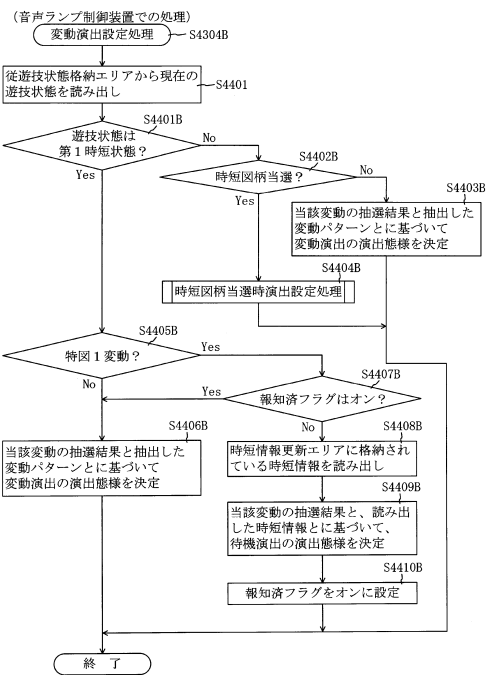 （音声ランプ制御装置での処理）
変動演出設定処理
S4304B
従遊技状態格納エリアから現在の
遊技状態を読み出し
S4401
S4401B
遊技状態は
第１時短状態？
No
Yes
S4402B
時短図柄当選？
No
Yes
S4403B
当該変動の抽選結果と抽出した
変動パターンとに基づいて
変動演出の演出態様を決定
S4404B
時短図柄当選時演出設定処理
S4405B
特図１変動？
Yes
No
S4407B
報知済フラグはオン？
Yes
No
S4406B
当該変動の抽選結果と抽出した
変動パターンとに基づいて
変動演出の演出態様を決定
S4408B
時短情報更新エリアに格納され
ている時短情報を読み出し
S4409B
当該変動の抽選結果と、読み出
した時短情報とに基づいて、
待機演出の演出態様を決定
S4410B
報知済フラグをオンに設定
終　了